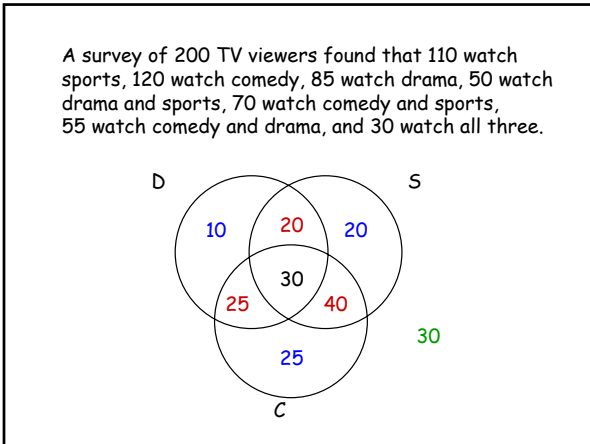 A survey of 200 TV viewers found that 110 watch
sports, 120 watch comedy, 85 watch drama, 50 watch
drama and sports, 70 watch comedy and sports,
55 watch comedy and drama, and 30 watch all three.
D S
10 20 20
30
25 40
30
25
C